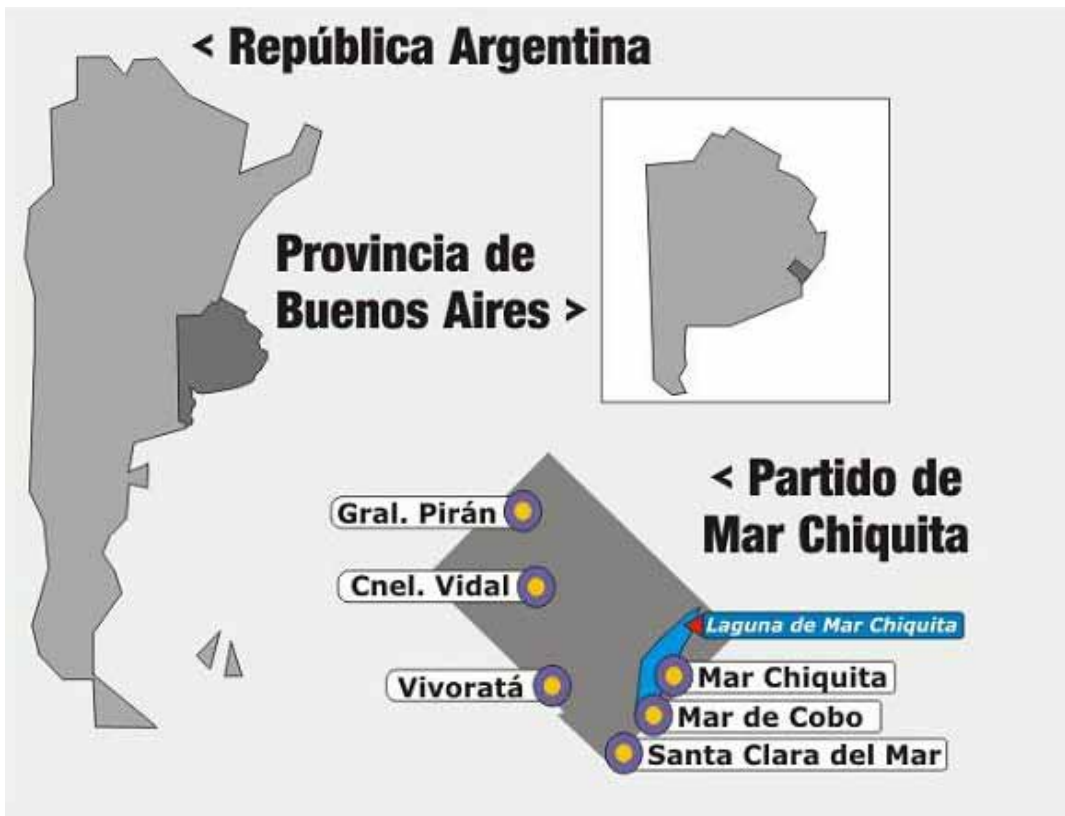 < República Argentina
Provincia de
Buenos Aires >
< Partido de
Mar Chiquita
Gral. Pirán
Cnel. Vidal
Laguna de Mar Chiquita
Mar Chiquita
Vivoratá
Mar de Cobo
Santa Clara del Mar